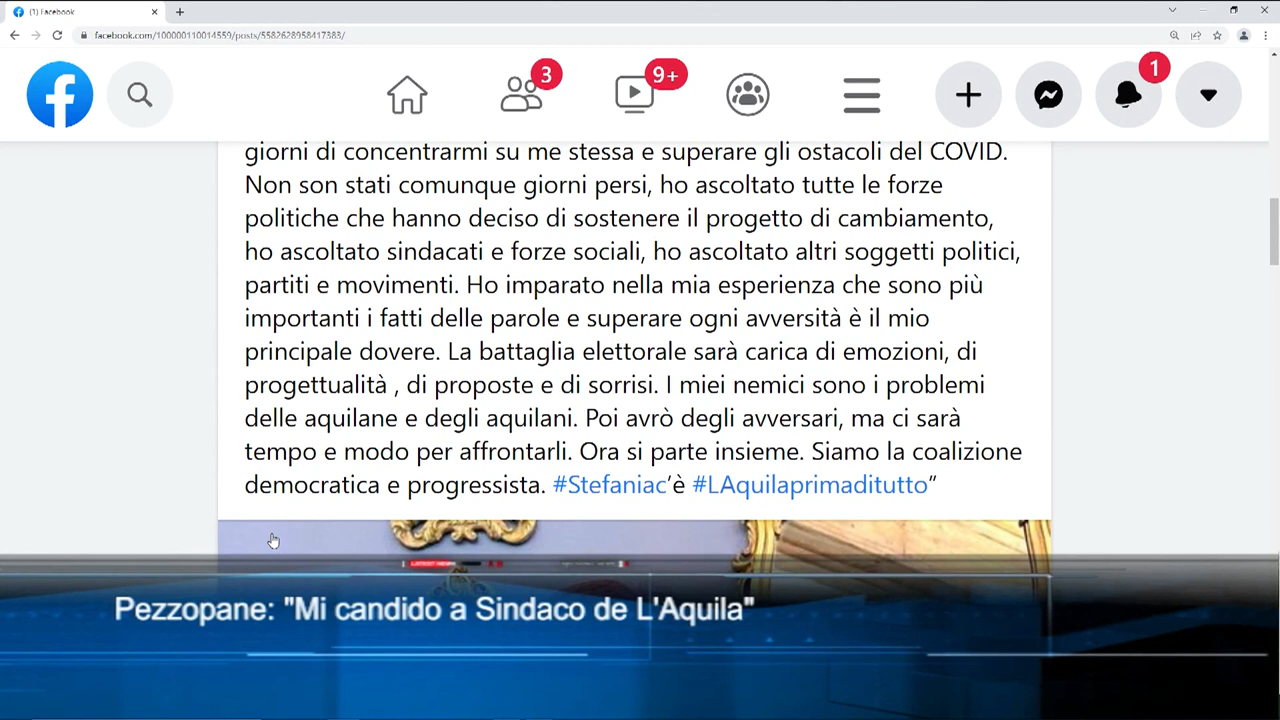 (1) Facebook
facebook.com/100000110014559/posts/5582628958417383/
3
9+
1
giorni di concentrarmi su me stessa e superare gli ostacoli del COVID.
Non son stati comunque giorni persi, ho ascoltato tutte le forze
politiche che hanno deciso di sostenere il progetto di cambiamento,
ho ascoltato sindacati e forze sociali, ho ascoltato altri soggetti politici,
partiti e movimenti. Ho imparato nella mia esperienza che sono più
importanti i fatti delle parole e superare ogni avversità è il mio
principale dovere. La battaglia elettorale sarà carica di emozioni, di
progettualità , di proposte e di sorrisi. I miei nemici sono i problemi
delle aquilane e degli aquilani. Poi avrò degli avversari, ma ci sarà
tempo e modo per affrontarli. Ora si parte insieme. Siamo la coalizione
democratica e progressista. #Stefaniac’è #LAquilaprimaditutto”
LATEST NEWS
Pezzopane: "Mi candido a Sindaco de L'Aquila"